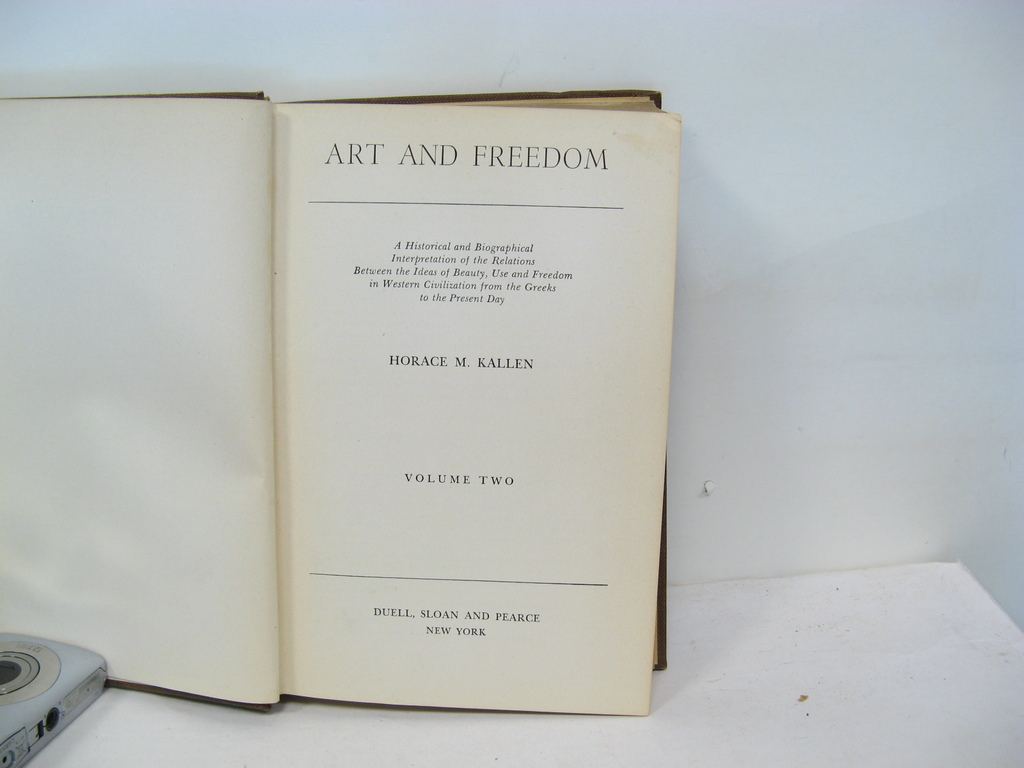 ART AND FREEDOM
A Historical and Biographical
Interpretation of the Relations
Between the Ideas of Beauty, Use and Freedom
in Western Civilization from the Greeks
to the Present Day
HORACE M. KALLEN
VOLUME TWO
DUELL, SLOAN AND PEARCE
NEW YORK